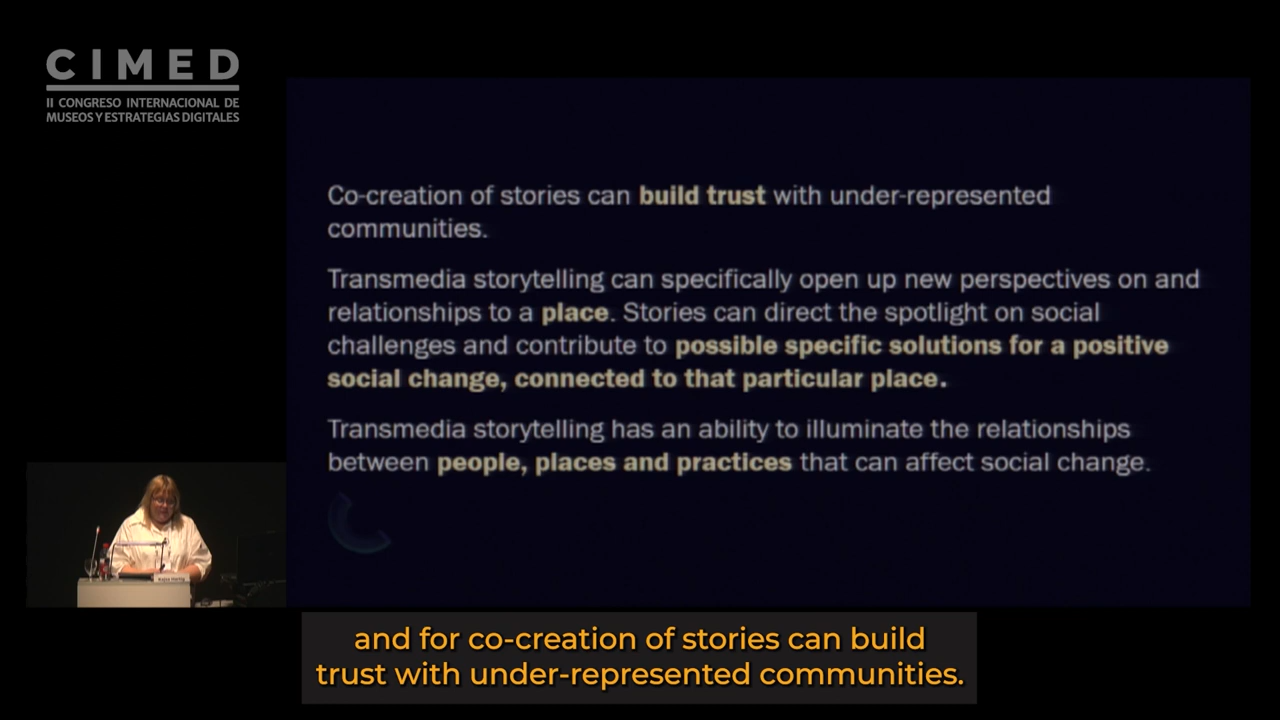 CIMED
II CONGRESO INTERNACIONAL DE
MUSEOS Y ESTRATEGIAS DIGITALES
Co-creation of stories can build trust with under-represented
communities.
Transmedia storytelling can specifically open up new perspectives on and
relationships to a place. Stories can direct the spotlight on social
challenges and contribute to possible specific solutions for a positive
social change, connected to that particular place.
Transmedia storytelling has an ability to illuminate the relationships
between people, places and practices that can affect social change.
and for co-creation of stories can build
trust with under-represented communities.